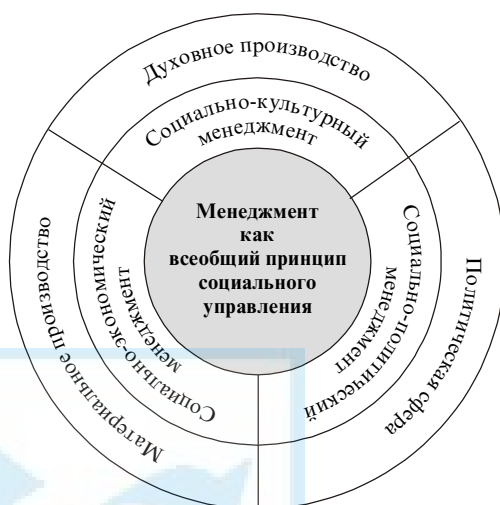 Духовное производство
Социально-культурный
менеджмент
Менеджмент
как
всеобщий принцип
социального
управления
Социально-экономический
менеджмент
Материальное производство
Социально-политический
менеджмент
Политическая сфера